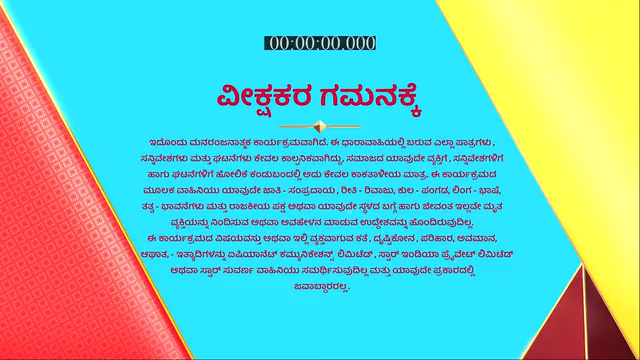 00:00:00.000
ವೀಕ್ಷಕರ ಗಮನಕ್ಕೆ
ಇದೊಂದು ಮನರಂಜನಾತ್ಮಕ ಕಾರ್ಯಕ್ರಮವಾಗಿದೆ. ಈ ಧಾರಾವಾಹಿಯಲ್ಲಿ ಬರುವ ಎಲ್ಲಾ ಪಾತ್ರಗಳು ,
ಸನ್ನಿವೇಶಗಳು ಮತ್ತು ಘಟನೆಗಳು ಕೇವಲ ಕಾಲ್ಪನಿಕವಾಗಿದ್ದು, ಸಮಾಜದ ಯಾವುದೇ ವ್ಯಕ್ತಿಗೆ , ಸನ್ನಿವೇಶಗಳಿಗೆ
ಹಾಗು ಘಟನೆಗಳಿಗೆ ಹೋಲಿಕೆ ಕಂಡುಬಂದಲ್ಲಿ ಅದು ಕೇವಲ ಕಾಕತಾಳೀಯ ಮಾತ್ರ. ಈ ಕಾರ್ಯಕ್ರಮದ
ಮೂಲಕ ವಾಹಿನಿಯು ಯಾವುದೇ ಜಾತಿ - ಸಂಪ್ರದಾಯ , ರೀತಿ - ರಿವಾಜು, ಕುಲ - ಪಂಗಡ, ಲಿಂಗ - ಭಾಷೆ,
ತತ್ವ - ಭಾವನೆಗಳು ಮತ್ತು ರಾಜಕೀಯ ಪಕ್ಷ ಅಥವಾ ಯಾವುದೇ ಸ್ಥಳದ ಬಗ್ಗೆ ಹಾಗು ಜೀವಂತ ಇಲ್ಲವೇ ಮೃತ
ವ್ಯಕ್ತಿಯನ್ನು ನಿಂದಿಸುವ ಅಥವಾ ಅವಹೇಳನ ಮಾಡುವ ಉದ್ದೇಶವನ್ನು ಹೊಂದಿರುವುದಿಲ್ಲ.
ಈ ಕಾರ್ಯಕ್ರಮದ ವಿಷಯವಸ್ತು ಅಥವಾ ಇಲ್ಲಿ ವ್ಯಕ್ತವಾಗುವ ಕತೆ , ದೃಷ್ಟಿಕೋನ , ಪರಿಹಾರ, ಅವಮಾನ,
ಆಘಾತ, - ಇತ್ಯಾದಿಗಳನ್ನು ಏಷಿಯಾನೆಟ್ ಕಮ್ಯುನಿಕೇಶನ್ಸ್ ಲಿಮಿಟೆಡ್ , ಸ್ಟಾರ್ ಇಂಡಿಯಾ ಪ್ರೈವೇಟ್ ಲಿಮಿಟೆಡ್
ಅಥವಾ ಸ್ಟಾರ್ ಸುವರ್ಣ ವಾಹಿನಿಯು ಸಮರ್ಥಿಸುವುದಿಲ್ಲ ಮತ್ತು ಯಾವುದೇ ಪ್ರಕಾರದಲ್ಲಿ
ಜವಾಬ್ದಾರರಲ್ಲ.